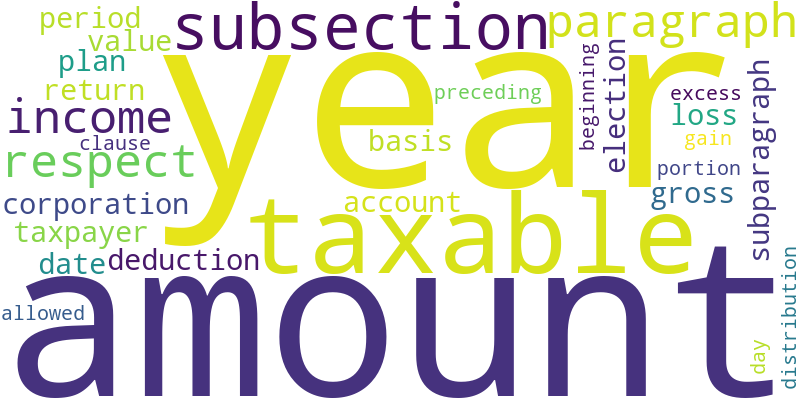 period
subsection
paragraph
value
plan
year
return
preceding
beginning
election
excess
income
loss
clause
basis
gain
subparagraph
respect
portion
corporation
account
gross
taxpayer
taxable
date
deduction
amount
allowed
day
distribution